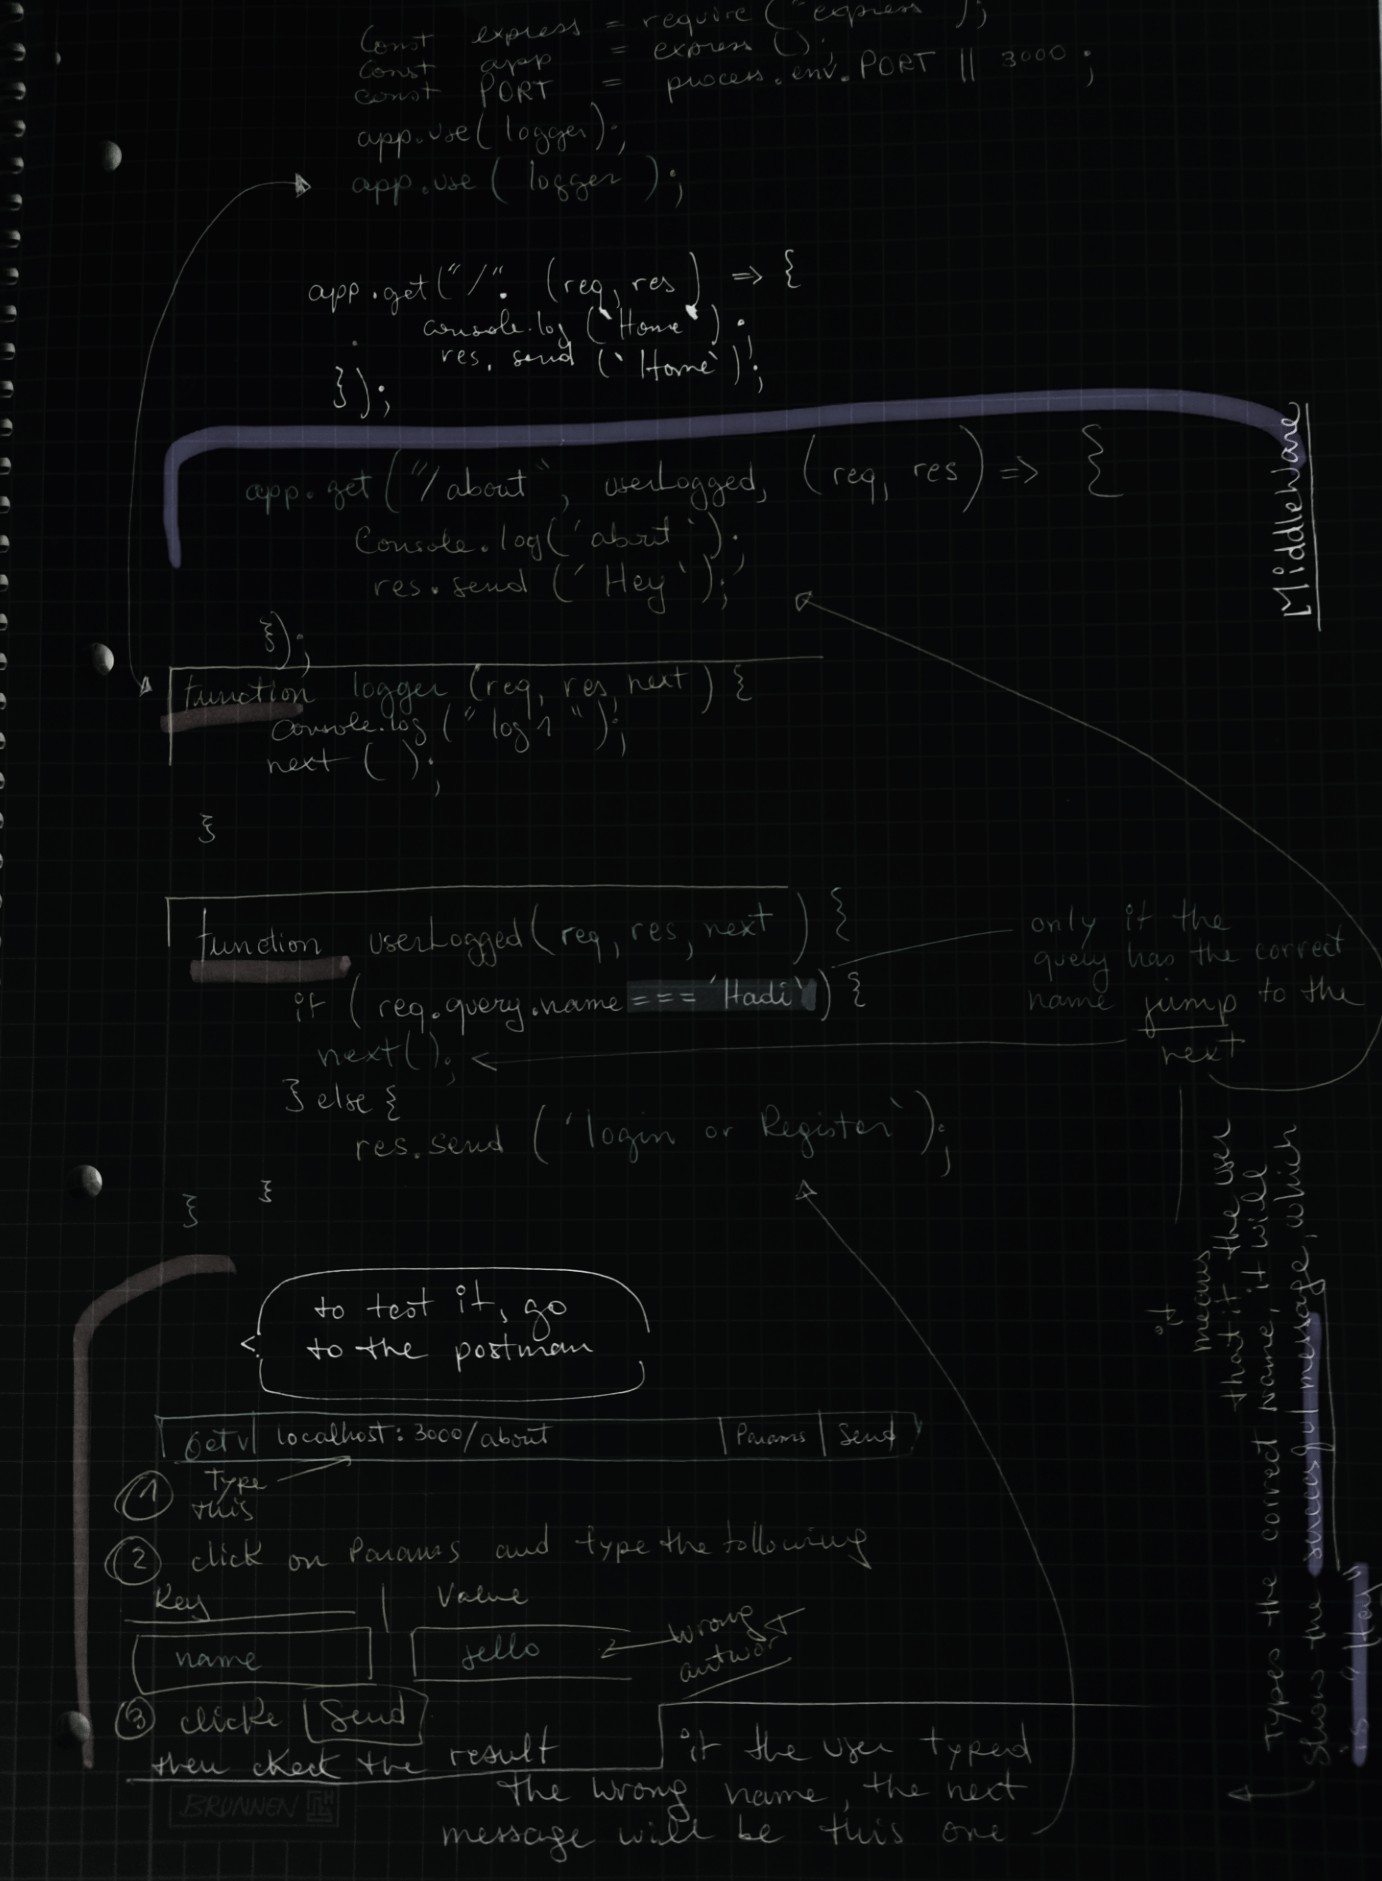 const express = require ("express");
const app = express();
const PORT = process.env.PORT || 3000;
app.use(logger);
app.use(logger);
app.get("/". (req, res) => {
console.log(`Home`);
res.send(`Home`);
});
MiddleWare
app.get("/about", userLogged, (req, res) => {
Console.log('about`);
res.send('Hey`);
});
function logger (req, res, next) {
console.log("log1");
next();
}
function userLogged(req, res, next) {
if (req.query.name === 'Hadi`) {
next();
} else {
res.send('login or Register`);
}
}
only if the
query has the correct
name jump to the
next
it
means
that if the user
Types the correct name, it will
show the succesful message, which
is a "Hey"
to test it, go
to the postman
Get v localhost:3000/about Params Send
1 Type
this
2 click on Params and type the following
Key Value
name jello
wrong
3 clicke Send
then check the result
if the user typed
the wrong name, the next
message will be this one
BRUNNEN